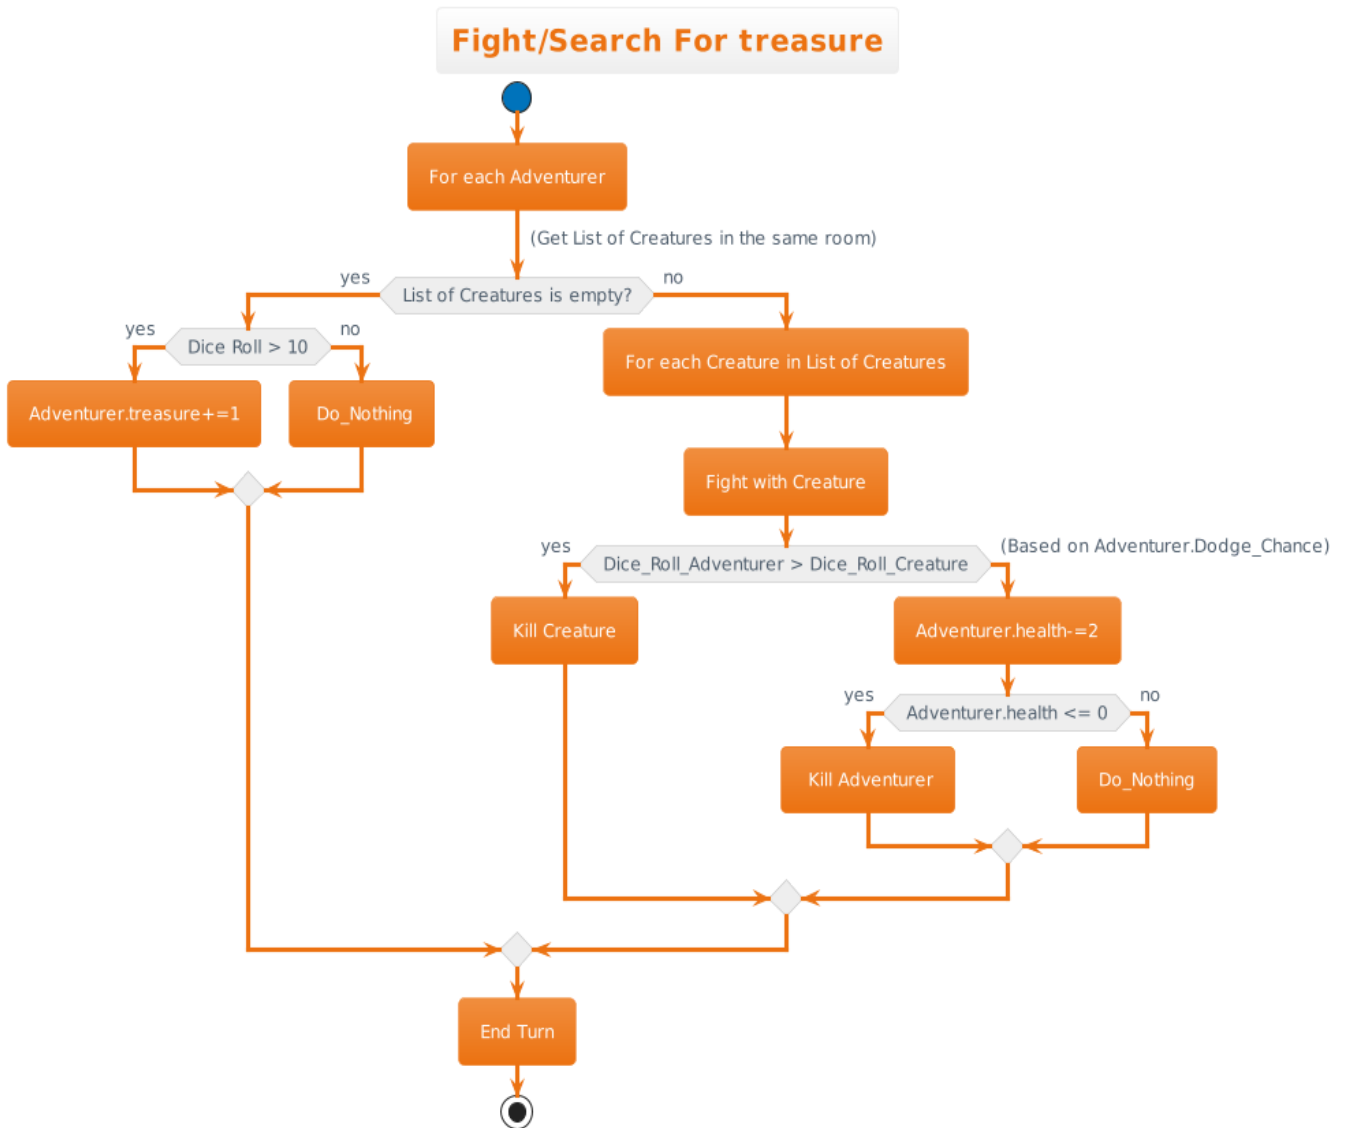 Fight/Search For treasure
For each Adventurer
(Get List of Creatures in the same room)
yes
List of Creatures is empty?
no
yes
Dice Roll > 10
no
For each Creature in List of Creatures
Adventurer.treasure+=1
Do_Nothing
Fight with Creature
yes
Dice_Roll_Adventurer > Dice_Roll_Creature
(Based on Adventurer.Dodge_Chance)
Kill Creature
Adventurer.health-=2
yes
Adventurer.health <= 0
no
Kill Adventurer
Do_Nothing
End Turn